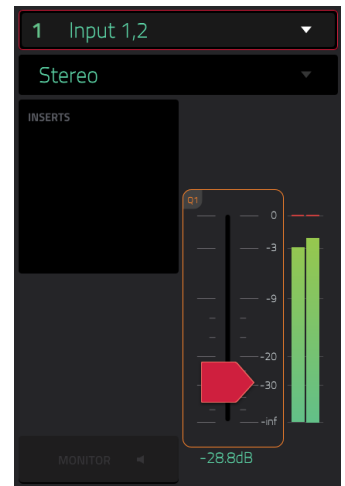 1 Input 1,2
Stereo
INSERTS
Q1
0
-3
-9
-20
-30
-inf
MONITOR
-28.8dB